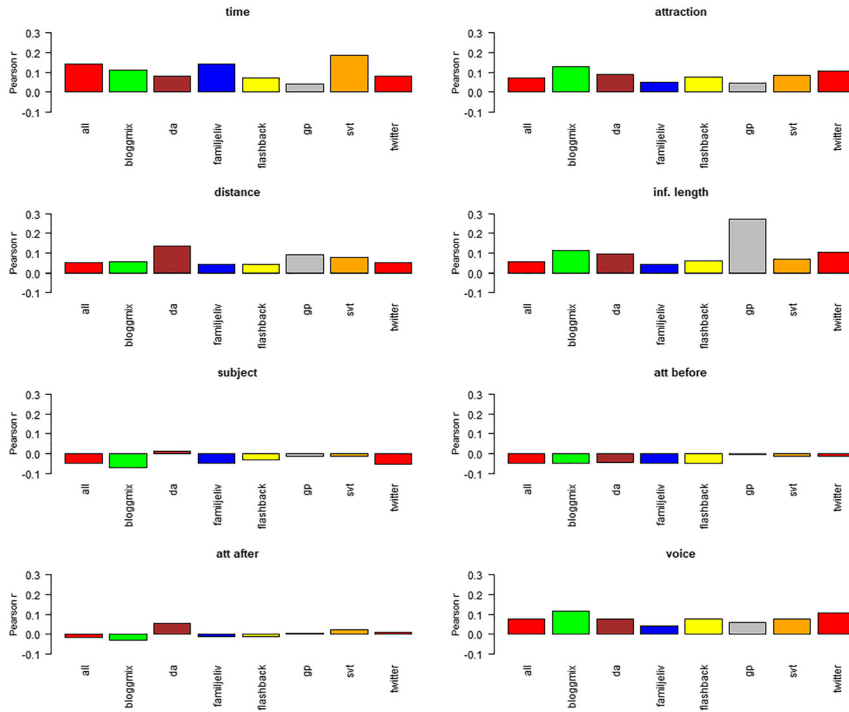 time
Pearson r
0.3
0.2
0.1
0.0
-0.1
all
bloggmix
da
familjeliv
flashback
gp
svt
twitter
attraction
Pearson r
0.3
0.2
0.1
0.0
-0.1
all
bloggmix
da
familjeliv
flashback
gp
svt
twitter
distance
Pearson r
0.3
0.2
0.1
0.0
-0.1
all
bloggmix
da
familjeliv
flashback
gp
svt
twitter
inf. length
Pearson r
0.3
0.2
0.1
0.0
-0.1
all
bloggmix
da
familjeliv
flashback
gp
svt
twitter
subject
Pearson r
0.3
0.2
0.1
0.0
-0.1
all
bloggmix
da
familjeliv
flashback
gp
svt
twitter
att before
Pearson r
0.3
0.2
0.1
0.0
-0.1
all
bloggmix
da
familjeliv
flashback
gp
svt
twitter
att after
Pearson r
0.3
0.2
0.1
0.0
-0.1
all
bloggmix
da
familjeliv
flashback
gp
svt
twitter
voice
Pearson r
0.3
0.2
0.1
0.0
-0.1
all
bloggmix
da
familjeliv
flashback
gp
svt
twitter